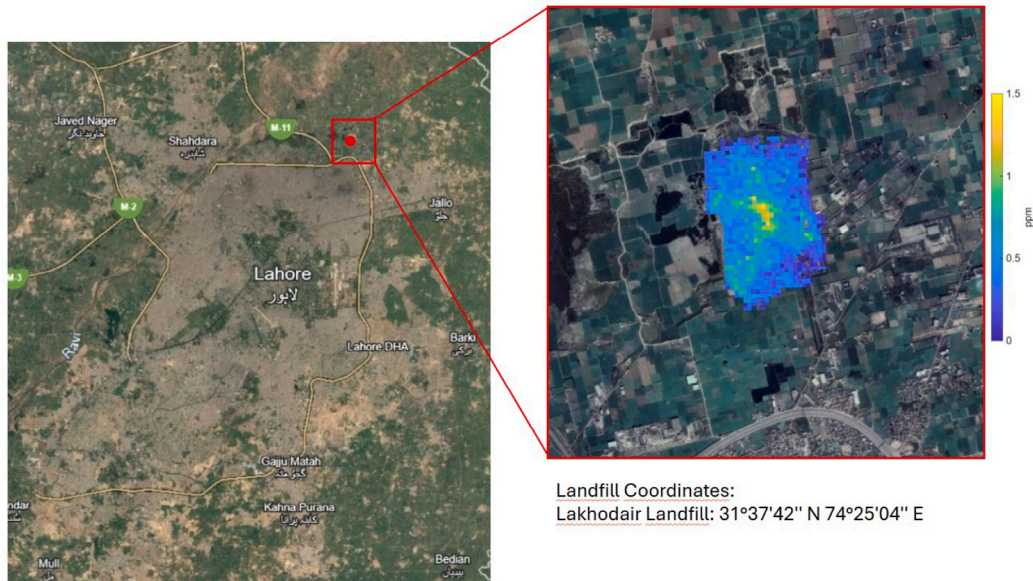 Javed Nager
جاوید نگر
Shahdara
شاہدرہ
M-11
M-2
M-3
Jallo
جلو
Lahore
لاہور
Ravi
Lahore DHA
Barki
برکی
Gajju Matah
گجو متہ
Kahna Purana
کاہنہ پرانا
ndar
Mull
مل
Bedian
بیدیاں
1.5
1
0.5
0
ppm
Landfill Coordinates:
Lakhodair Landfill: 31°37'42'' N 74°25'04'' E